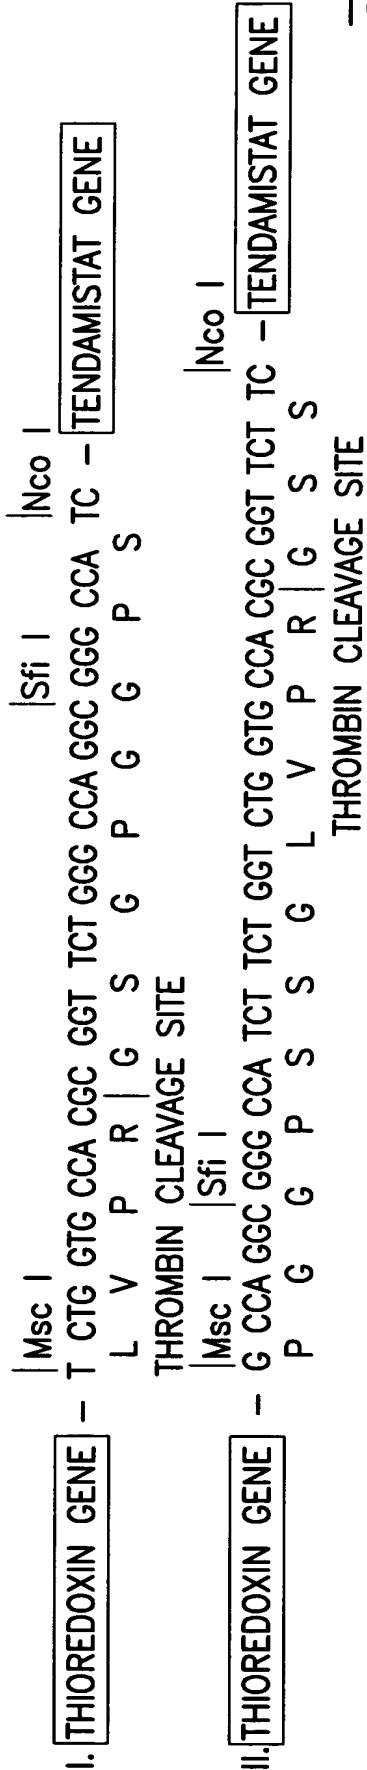 |Msc I |Sfi I |Nco I
I. THIOREDOXIN GENE – T CTG GTG CCA CGC GGT TCT GGG CCA GGC GGG CCA TC – TENDAMISTAT GENE
L V P R | G S G P G G P S
THROMBIN CLEAVAGE SITE
|Msc I |Sfi I |Nco I
II. THIOREDOXIN GENE – G CCA GGC GGG CCA TCT TCT GGT CTG GTG CCA CGC GGT TCT TC – TENDAMISTAT GENE
P G G P S S G L V P R | G S S
THROMBIN CLEAVAGE SITE